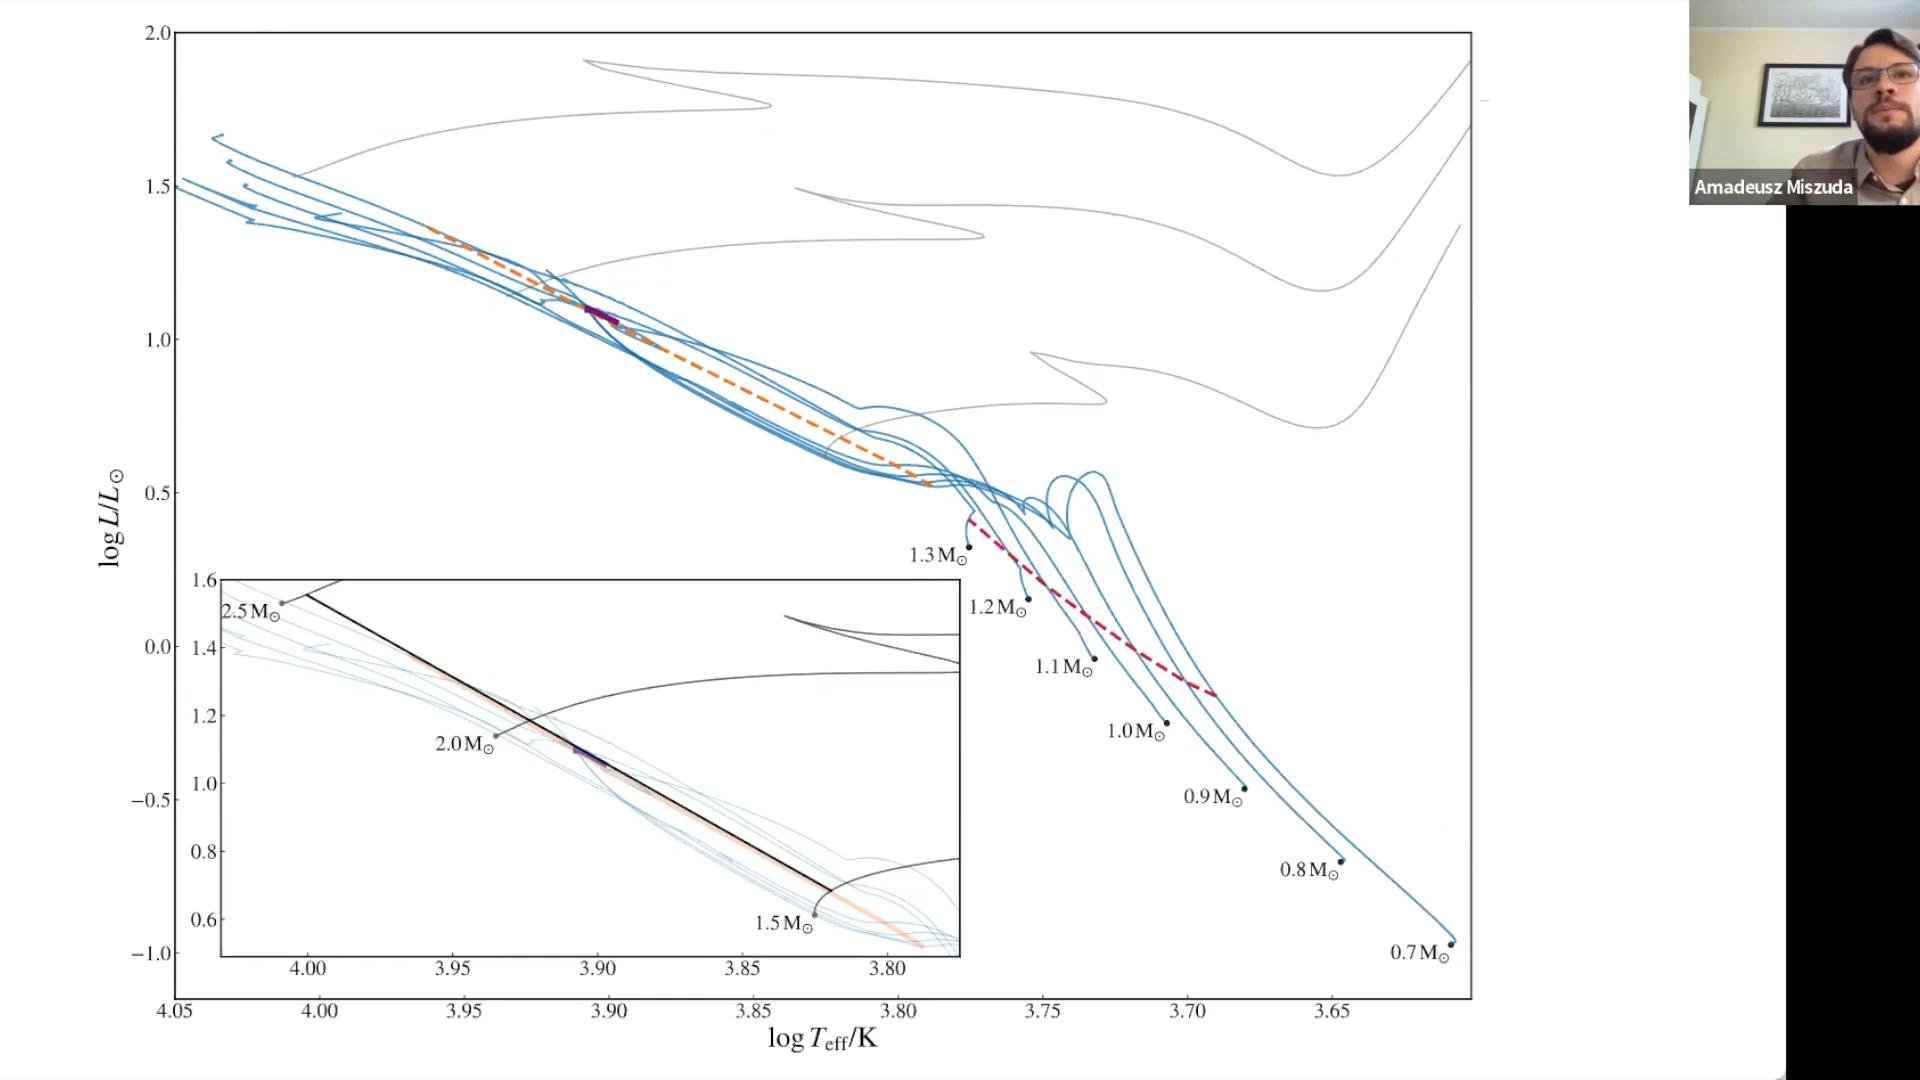 2.0
1.5
1.0
0.5
0.0
−0.5
−1.0
log L/L⊙
4.05 4.00 3.95 3.90 3.85 3.80 3.75 3.70 3.65
log Teff/K
1.3 M⊙
1.2 M⊙
1.1 M⊙
1.0 M⊙
0.9 M⊙
0.8 M⊙
0.7 M⊙
1.6
1.4
1.2
1.0
0.8
0.6
2.5 M⊙
2.0 M⊙
1.5 M⊙
4.00 3.95 3.90 3.85 3.80
Amadeusz Miszuda